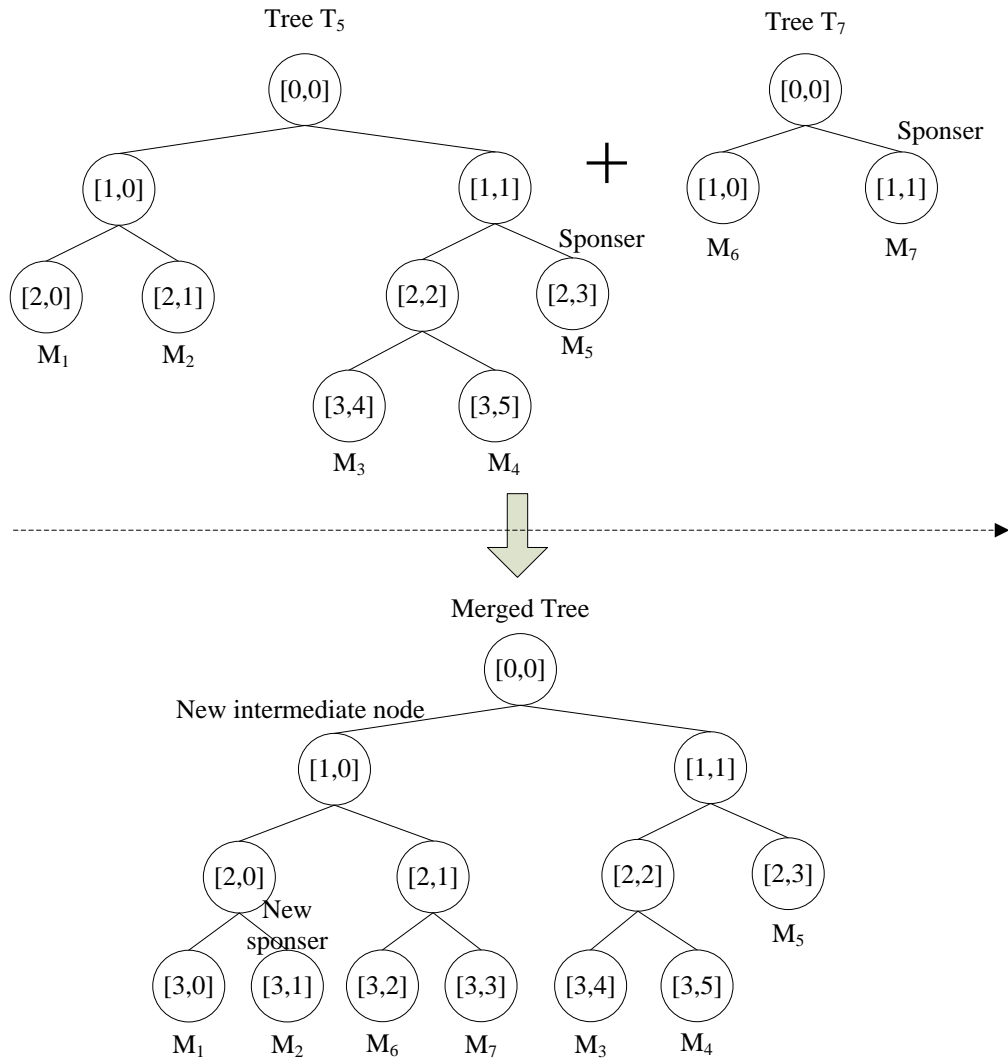 Tree T₅ Tree T₇
[0,0] [0,0]
Sponser
[1,0] [1,1] [1,0] [1,1]
M₆ M₇
Sponser
[2,0] [2,1] [2,2] [2,3]
M₁ M₂ M₅
[3,4] [3,5]
M₃ M₄
Merged Tree
[0,0]
New intermediate node
[1,0] [1,1]
[2,0] [2,1] [2,2] [2,3]
New
sponser
M₅
[3,0] [3,1] [3,2] [3,3] [3,4] [3,5]
M₁ M₂ M₆ M₇ M₃ M₄